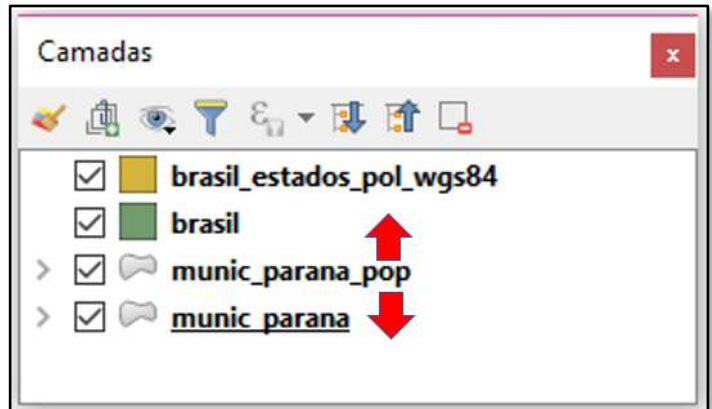 Camadas
brasil_estados_pol_wgs84
brasil
munic_parana_pop
munic_parana